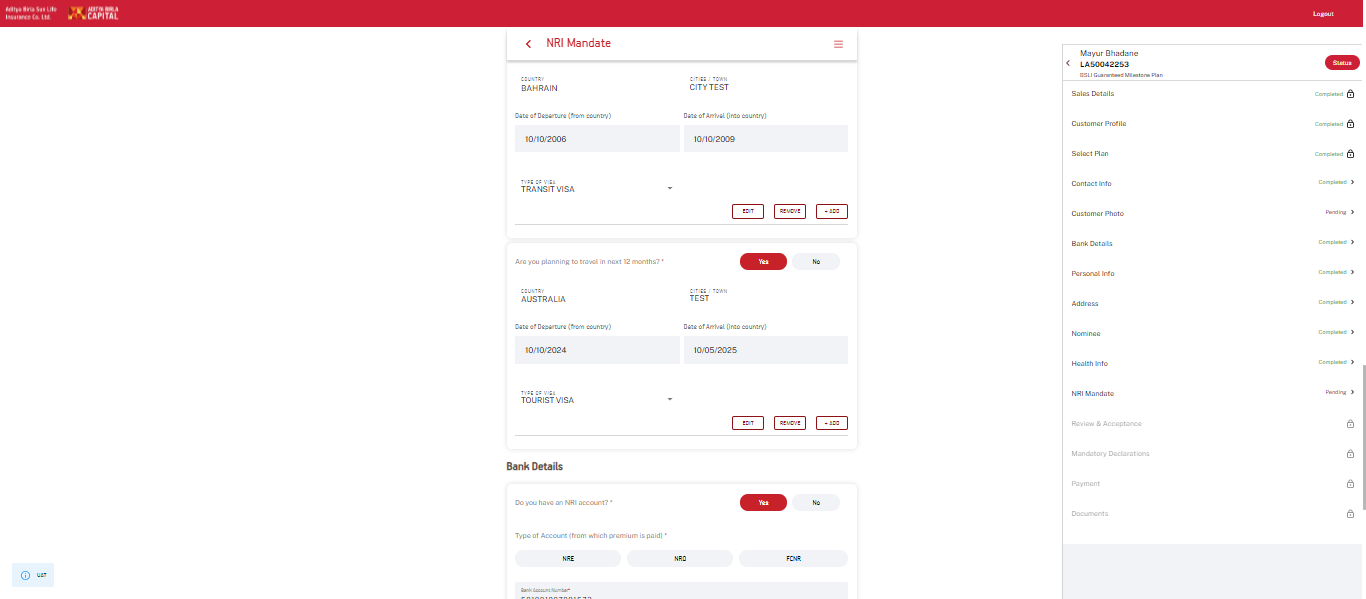 Aditya Birla Sun Life
Insurance Co. Ltd.
ADITYA BIRLA
CAPITAL
Logout
NRI Mandate
COUNTRY
BAHRAIN
CITIES / TOWN
CITY TEST
Date of Departure (from country)
Date of Arrival (into country)
10/10/2006
10/10/2009
TYPE OF VISA
TRANSIT VISA
EDIT
REMOVE
+ ADD
Are you planning to travel in next 12 months? *
Yes
No
COUNTRY
AUSTRALIA
CITIES / TOWN
TEST
Date of Departure (from country)
Date of Arrival (into country)
10/10/2024
10/05/2025
TYPE OF VISA
TOURIST VISA
EDIT
REMOVE
+ ADD
Bank Details
Do you have an NRI account? *
Yes
No
Type of Account (from which premium is paid) *
NRE
NRO
FCNR
Bank Account Number*
Mayur Bhadane
LA50042253
BSLI Guaranteed Milestone Plan
Status
Sales Details
Completed
Customer Profile
Completed
Select Plan
Completed
Contact Info
Completed
Customer Photo
Pending
Bank Details
Completed
Personal Info
Completed
Address
Completed
Nominee
Completed
Health Info
Completed
NRI Mandate
Pending
Review & Acceptance
Mandatory Declarations
Payment
Documents
UAT